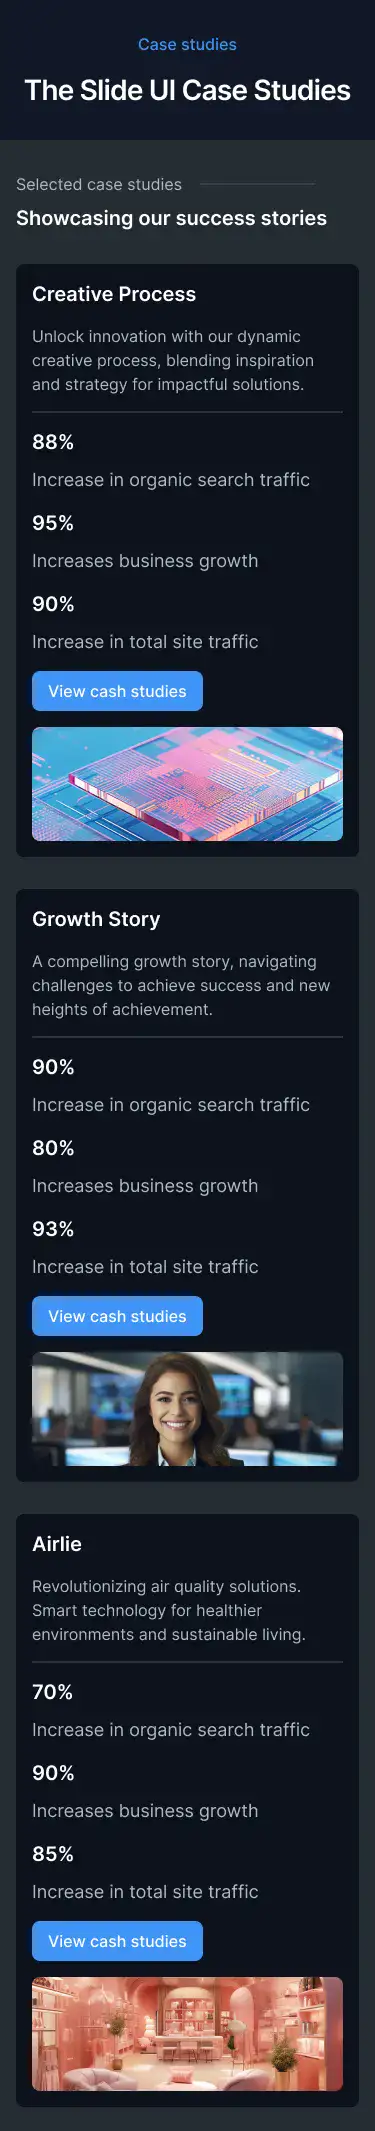 Case studies
The Slide UI Case Studies
Selected case studies
Showcasing our success stories
Creative Process
Unlock innovation with our dynamic
creative process, blending inspiration
and strategy for impactful solutions.
88%
Increase in organic search traffic
95%
Increases business growth
90%
Increase in total site traffic
View cash studies
Growth Story
A compelling growth story, navigating
challenges to achieve success and new
heights of achievement.
90%
Increase in organic search traffic
80%
Increases business growth
93%
Increase in total site traffic
View cash studies
Airlie
Revolutionizing air quality solutions.
Smart technology for healthier
environments and sustainable living.
70%
Increase in organic search traffic
90%
Increases business growth
85%
Increase in total site traffic
View cash studies